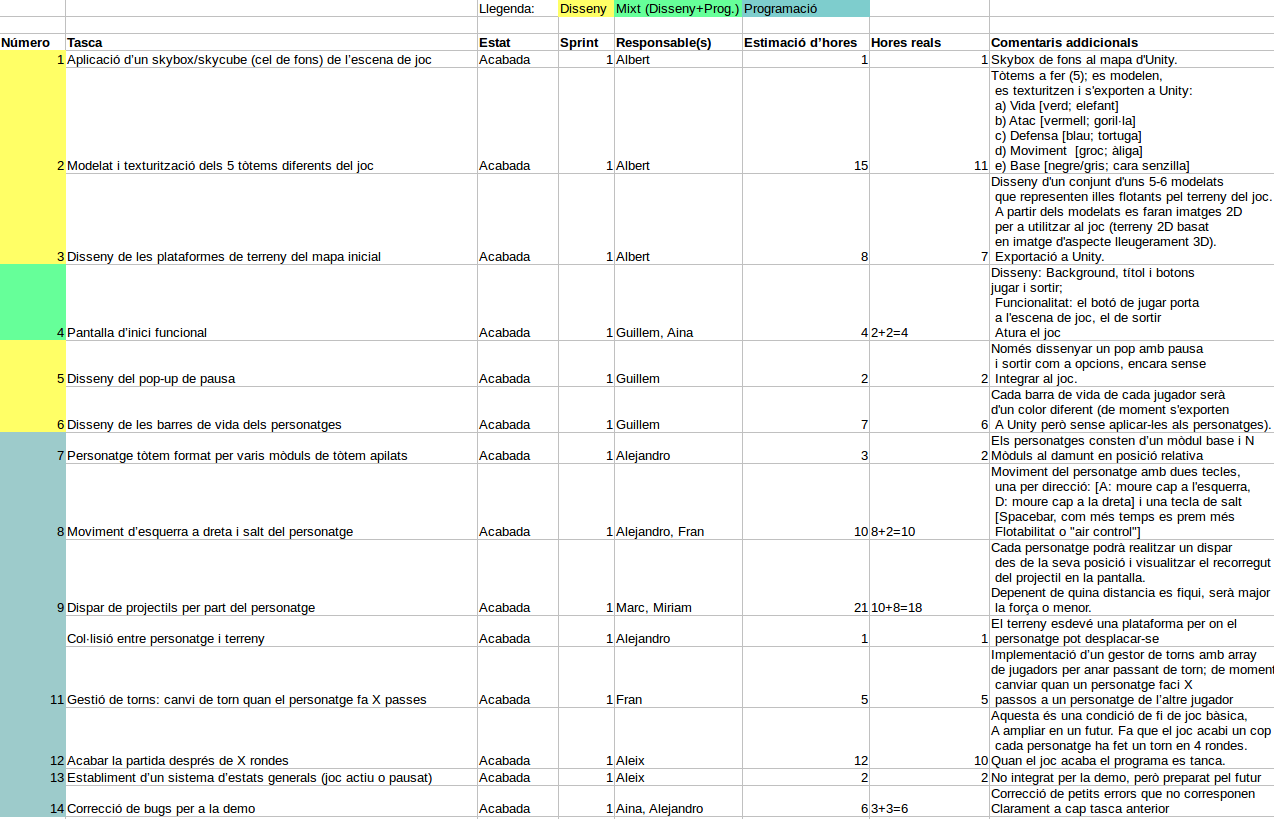 Llegenda: Disseny Mixt (Disseny+Prog.) Programació
Número Tasca Estat Sprint Responsable(s) Estimació d’hores Hores reals Comentaris addicionals
1 Aplicació d’un skybox/skycube (cel de fons) de l’escena de joc Acabada 1 Albert 1 1 Skybox de fons al mapa d'Unity.
Tòtems a fer (5); es modelen,
es texturitzen i s'exporten a Unity:
a) Vida [verd; elefant]
b) Atac [vermell; goril·la]
c) Defensa [blau; tortuga]
d) Moviment [groc; àliga]
2 Modelat i texturització dels 5 tòtems diferents del joc Acabada 1 Albert 15 11 e) Base [negre/gris; cara senzilla]
Disseny d'un conjunt d'uns 5-6 modelats
que representen illes flotants pel terreny del joc.
A partir dels modelats es faran imatges 2D
per a utilitzar al joc (terreny 2D basat
en imatge d'aspecte lleugerament 3D).
3 Disseny de les plataformes de terreny del mapa inicial Acabada 1 Albert 8 7 Exportació a Unity.
Disseny: Background, títol i botons
jugar i sortir;
Funcionalitat: el botó de jugar porta
a l'escena de joc, el de sortir
4 Pantalla d’inici funcional Acabada 1 Guillem, Aina 4 2+2=4 Atura el joc
Només dissenyar un pop amb pausa
i sortir com a opcions, encara sense
5 Disseny del pop-up de pausa Acabada 1 Guillem 2 2 Integrar al joc.
Cada barra de vida de cada jugador serà
d'un color diferent (de moment s'exporten
6 Disseny de les barres de vida dels personatges Acabada 1 Guillem 7 6 A Unity però sense aplicar-les als personatges).
Els personatges consten d’un mòdul base i N
7 Personatge tòtem format per varis mòduls de tòtem apilats Acabada 1 Alejandro 3 2 Mòduls al damunt en posició relativa
Moviment del personatge amb dues tecles,
una per direcció: [A: moure cap a l'esquerra,
D: moure cap a la dreta] i una tecla de salt
[Spacebar, com més temps es prem més
8 Moviment d’esquerra a dreta i salt del personatge Acabada 1 Alejandro, Fran 10 8+2=10 Flotabilitat o "air control"]
Cada personatge podrà realitzar un dispar
des de la seva posició i visualitzar el recorregut
del projectil en la pantalla.
Depenent de quina distancia es fiqui, serà major
9 Dispar de projectils per part del personatge Acabada 1 Marc, Miriam 21 10+8=18 la força o menor.
El terreny esdevé una plataforma per on el
Col·lisió entre personatge i terreny Acabada 1 Alejandro 1 1 personatge pot desplacar-se
Implementació d’un gestor de torns amb array
de jugadors per anar passant de torn; de moment
canviar quan un personatge faci X
11 Gestió de torns: canvi de torn quan el personatge fa X passes Acabada 1 Fran 5 5 passos a un personatge de l’altre jugador
Aquesta és una condició de fi de joc bàsica,
A ampliar en un futur. Fa que el joc acabi un cop
cada personatge ha fet un torn en 4 rondes.
12 Acabar la partida després de X rondes Acabada 1 Aleix 12 10 Quan el joc acaba el programa es tanca.
13 Establiment d’un sistema d’estats generals (joc actiu o pausat) Acabada 1 Aleix 2 2 No integrat per la demo, però preparat pel futur
Correcció de petits errors que no corresponen
14 Correcció de bugs per a la demo Acabada 1 Aina, Alejandro 6 3+3=6 Clarament a cap tasca anterior